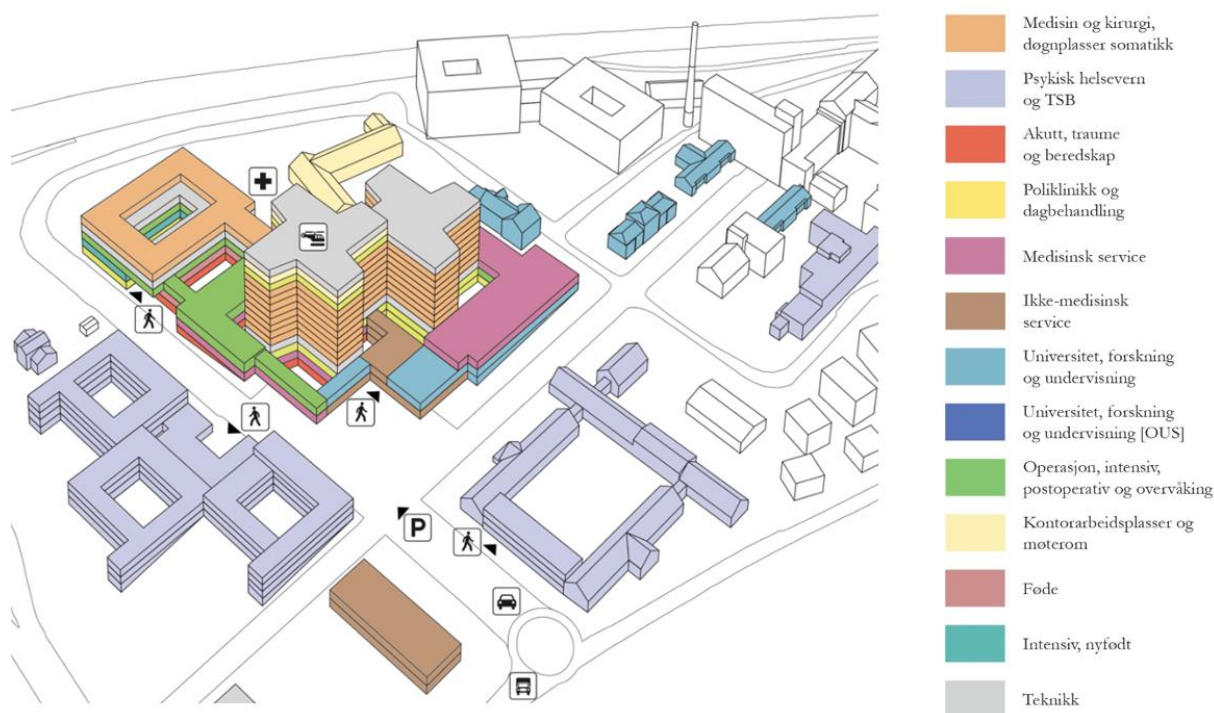 Medisin og kirurgi,
døgnplasser somatikk
Psykisk helsevern
og TSB
Akutt, traume
og beredskap
Poliklinikk og
dagbehandling
Medisinsk service
Ikke-medisinsk
service
Universitet, forskning
og undervisning
Universitet, forskning
og undervisning [OUS]
Operasjon, intensiv,
postoperativ og overvåking
Kontorarbeidsplasser og
møterom
Føde
Intensiv, nyfødt
Teknikk
P